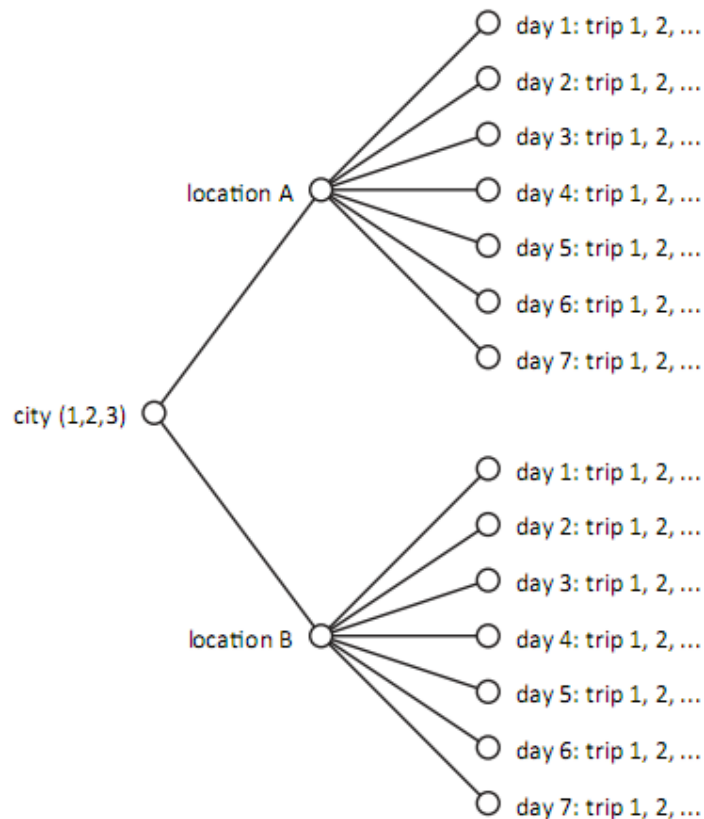 day 1: trip 1, 2, ...
day 2: trip 1, 2, ...
day 3: trip 1, 2, ...
location A
day 4: trip 1, 2, ...
day 5: trip 1, 2, ...
day 6: trip 1, 2, ...
day 7: trip 1, 2, ...
city (1,2,3)
day 1: trip 1, 2, ...
day 2: trip 1, 2, ...
day 3: trip 1, 2, ...
location B
day 4: trip 1, 2, ...
day 5: trip 1, 2, ...
day 6: trip 1, 2, ...
day 7: trip 1, 2, ...